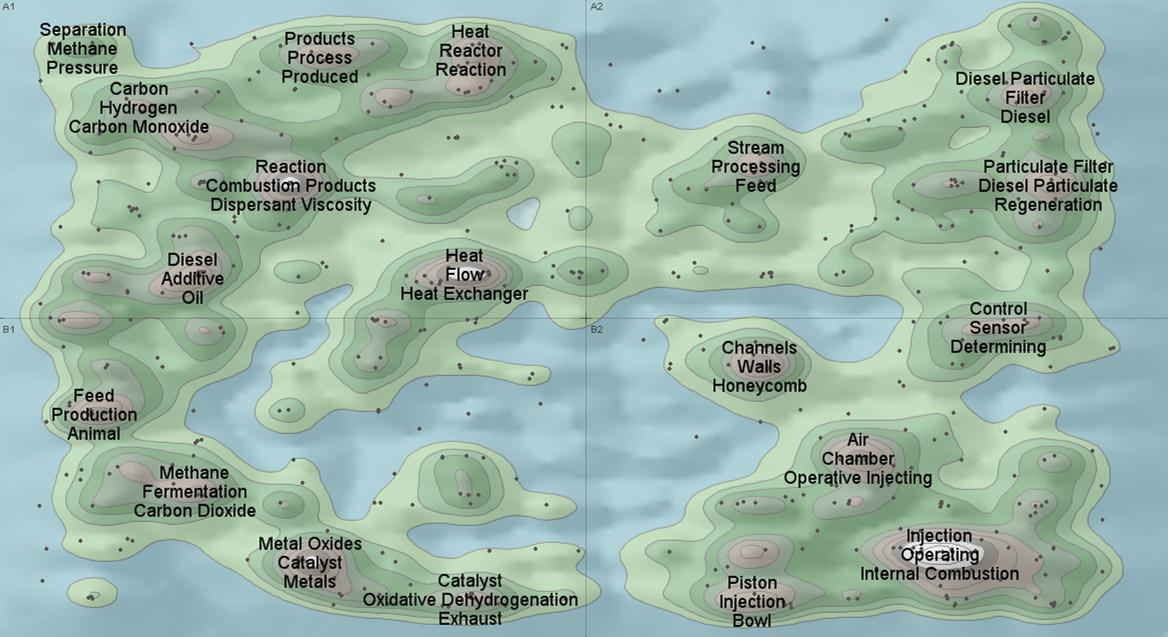 A1
A2
Separation
Methane
Pressure
Products
Process
Produced
Heat
Reactor
Reaction
Carbon
Hydrogen
Carbon Monoxide
Diesel Particulate
Filter
Diesel
Reaction
Combustion Products
Dispersant Viscosity
Stream
Processing
Feed
Particulate Filter
Diesel Particulate
Regeneration
Diesel
Additive
Oil
Heat
Flow
Heat Exchanger
B1
B2
Control
Sensor
Determining
Channels
Walls
Honeycomb
Feed
Production
Animal
Air
Chamber
Operative Injecting
Methane
Fermentation
Carbon Dioxide
Metal Oxides
Catalyst
Metals
Injection
Operating
Internal Combustion
Catalyst
Oxidative Dehydrogenation
Exhaust
Piston
Injection
Bowl